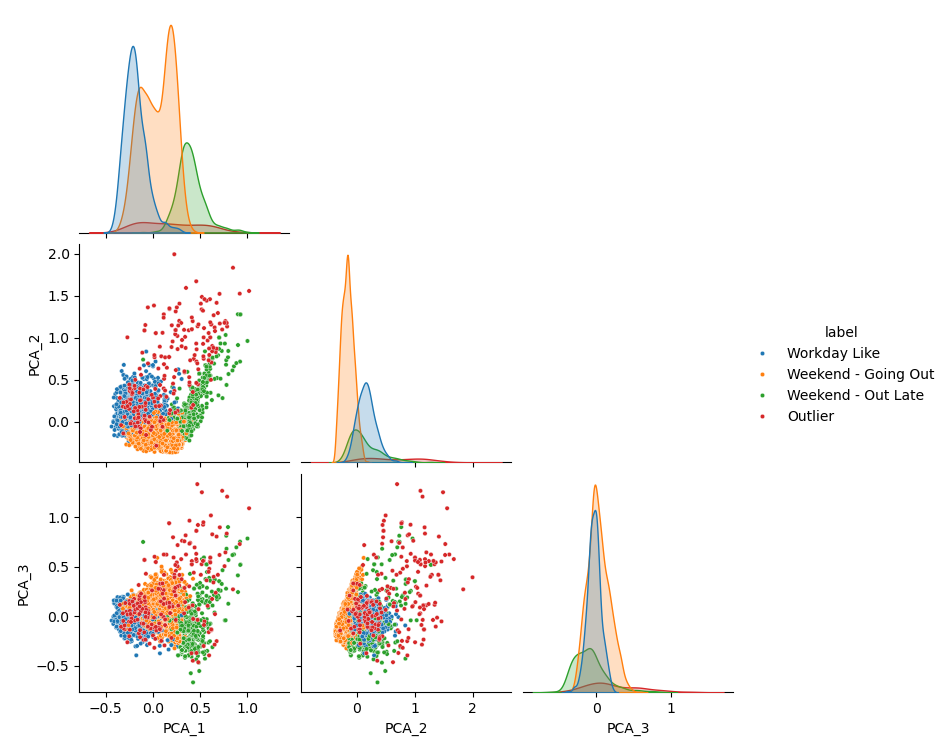 2.0
1.5
1.0
0.5
0.0
PCA_2
label
Workday Like
Weekend - Going Out
Weekend - Out Late
Outlier
1.0
0.5
0.0
−0.5
PCA_3
−0.5 0.0 0.5 1.0
PCA_1
0 1 2
PCA_2
0 1
PCA_3